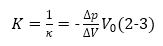 K = 1/κ = - Δp/ΔV V₀(2-3)